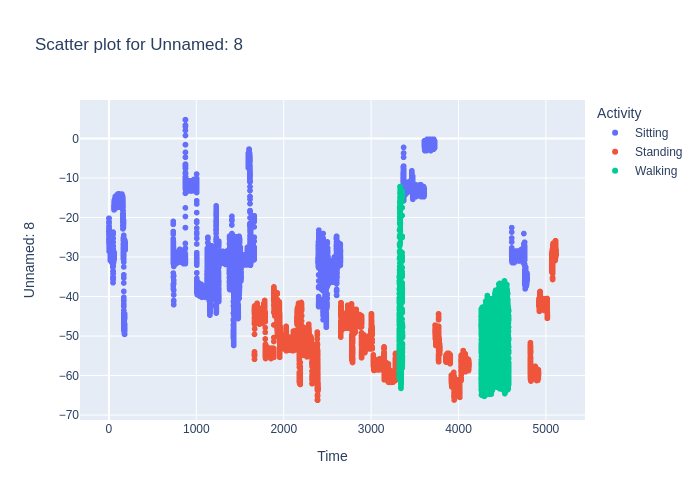 Scatter plot for Unnamed: 8
Activity
Sitting
Standing
Walking
Unnamed: 8
0
−10
−20
−30
−40
−50
−60
−70
0 1000 2000 3000 4000 5000
Time